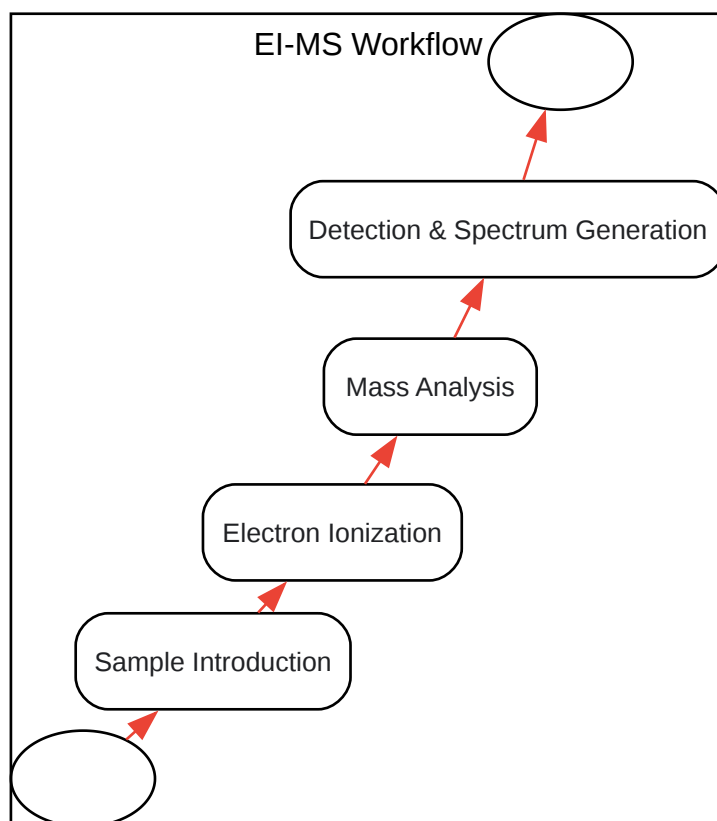 EI-MS Workflow
Detection & Spectrum Generation
Mass Analysis
Electron Ionization
Sample Introduction